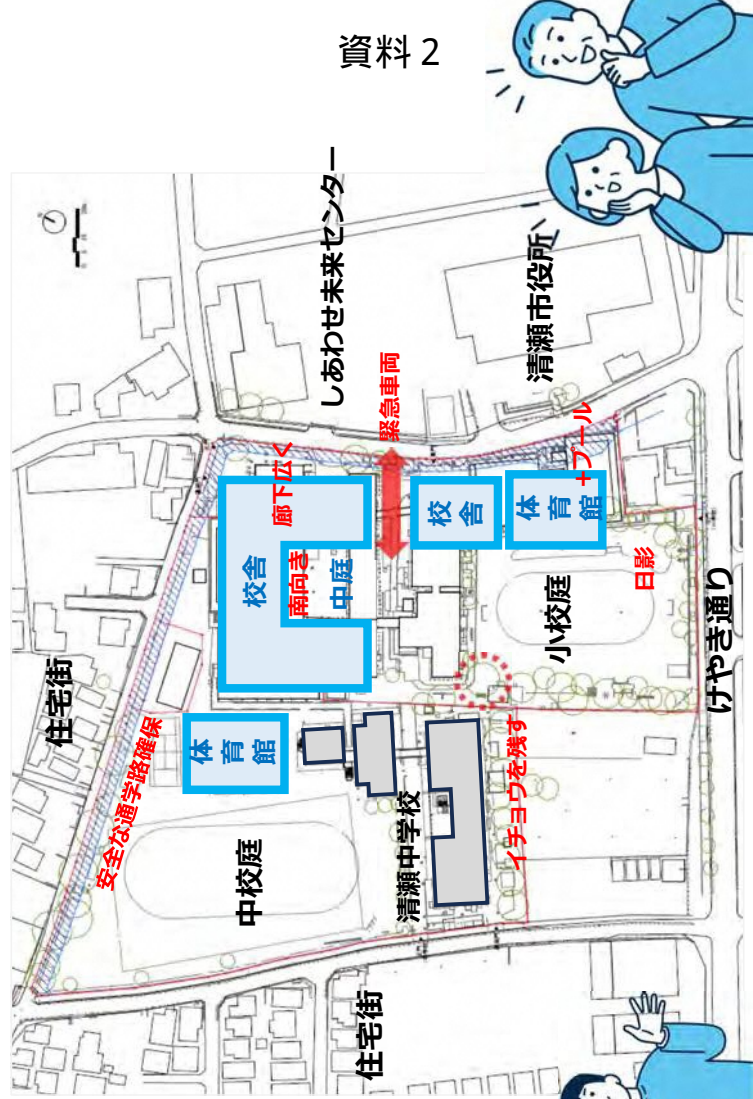 資料2
しあわせ未来センター
清瀬市役所
けやき通り
住宅街
安全な通学路確保
廊下広く
校舎
南向き
中庭
緊急車両
校舎
体育館
+プール
日影
小校庭
イチョウを残す
体育館
中校庭
清瀬中学校
住宅街